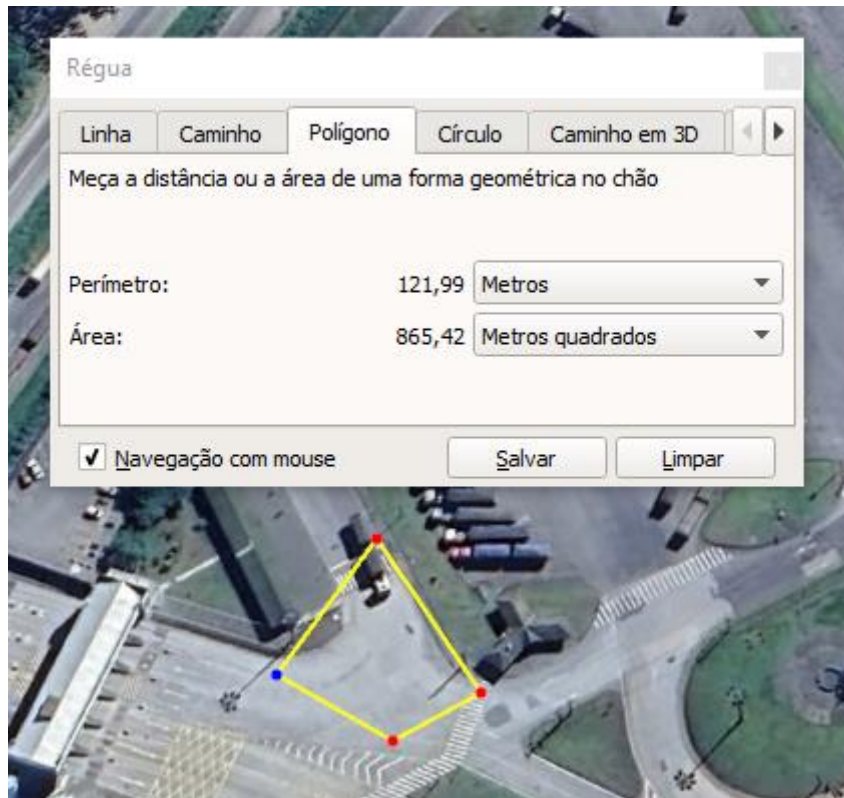 Régua
Linha Caminho Polígono Círculo Caminho em 3D
Meça a distância ou a área de uma forma geométrica no chão
Perímetro: 121,99 Metros
Área: 865,42 Metros quadrados
Navegação com mouse Salvar Limpar